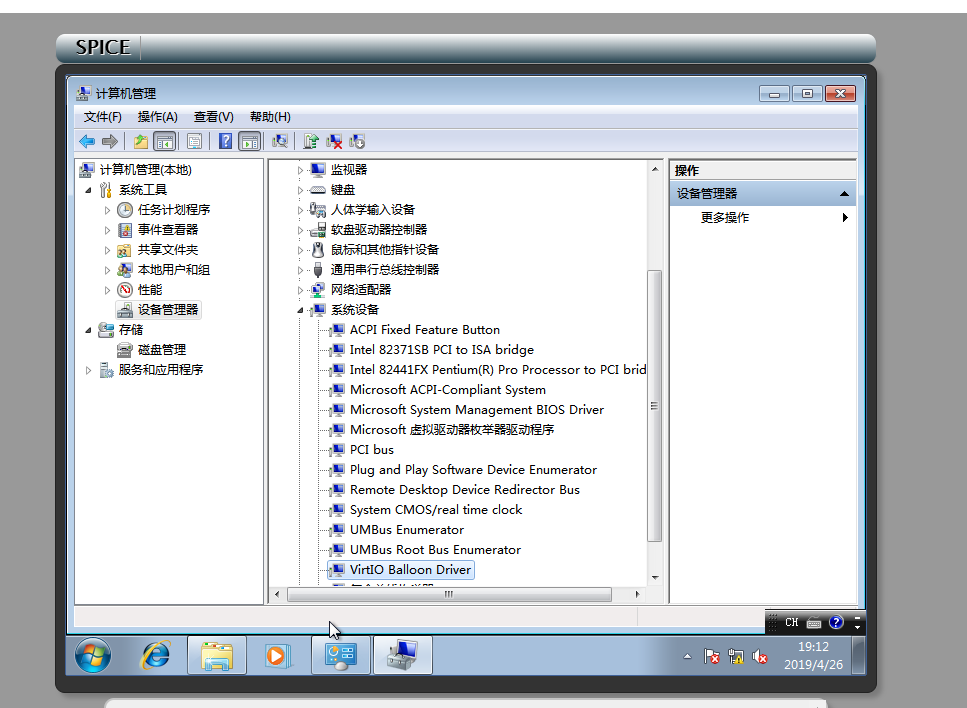 SPICE
计算机管理
文件(F) 操作(A) 查看(V) 帮助(H)
计算机管理(本地)
系统工具
任务计划程序
事件查看器
共享文件夹
本地用户和组
性能
设备管理器
存储
磁盘管理
服务和应用程序
监视器
键盘
人体学输入设备
软盘驱动器控制器
鼠标和其他指针设备
通用串行总线控制器
网络适配器
系统设备
ACPI Fixed Feature Button
Intel 82371SB PCI to ISA bridge
Intel 82441FX Pentium(R) Pro Processor to PCI brid
Microsoft ACPI-Compliant System
Microsoft System Management BIOS Driver
Microsoft 虚拟驱动器枚举器驱动程序
PCI bus
Plug and Play Software Device Enumerator
Remote Desktop Device Redirector Bus
System CMOS/real time clock
UMBus Enumerator
UMBus Root Bus Enumerator
VirtIO Balloon Driver
操作
设备管理器
更多操作
CH
19:12
2019/4/26